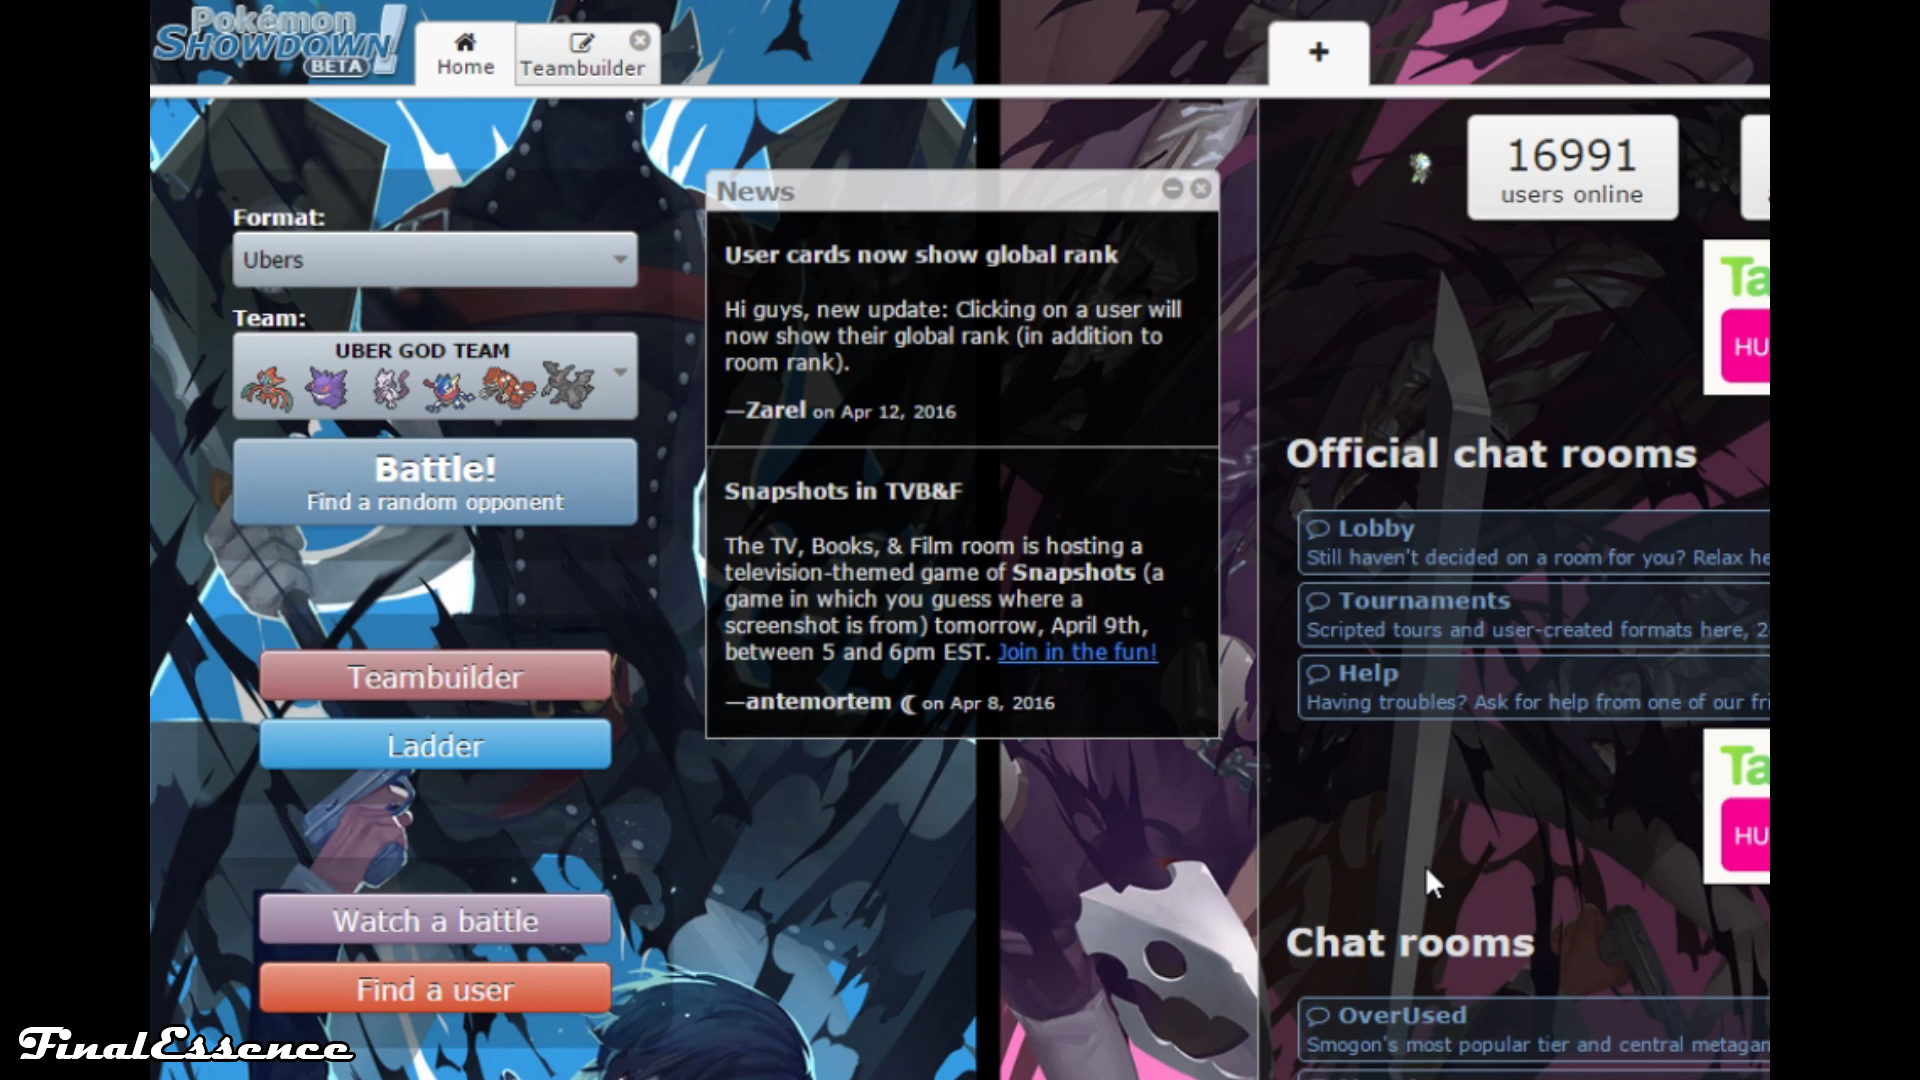 Pokémon
SHOWDOWN!
BETA
Home
Teambuilder
+
Format:
Ubers
Team:
UBER GOD TEAM
Battle!
Find a random opponent
Teambuilder
Ladder
Watch a battle
Find a user
News
User cards now show global rank
Hi guys, new update: Clicking on a user will
now show their global rank (in addition to
room rank).
—Zarel on Apr 12, 2016
Snapshots in TVB&F
The TV, Books, & Film room is hosting a
television-themed game of Snapshots (a
game in which you guess where a
screenshot is from) tomorrow, April 9th,
between 5 and 6pm EST. Join in the fun!
—antemortem on Apr 8, 2016
16991
users online
Ta
HU
Official chat rooms
Lobby
Still haven't decided on a room for you? Relax he
Tournaments
Scripted tours and user-created formats here, 2
Help
Having troubles? Ask for help from one of our fri
Ta
HU
Chat rooms
OverUsed
Smogon's most popular tier and central metagam
FinalEssence